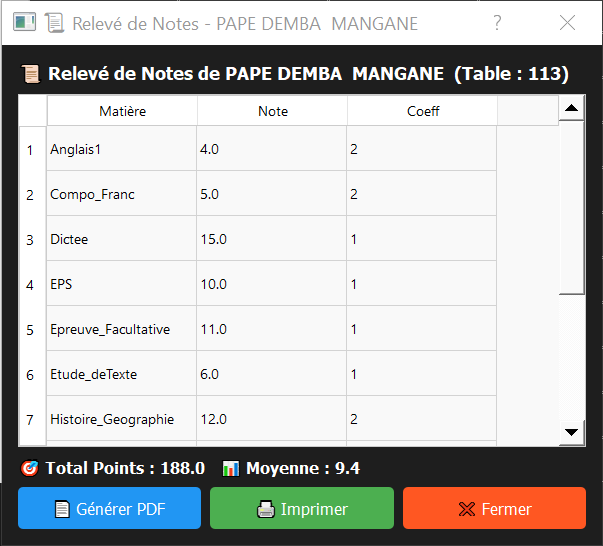 Relevé de Notes - PAPE DEMBA  MANGANE ?
Relevé de Notes de PAPE DEMBA  MANGANE  (Table : 113)
Matière Note Coeff
1 Anglais1 4.0 2
2 Compo_Franc 5.0 2
3 Dictee 15.0 1
4 EPS 10.0 1
5 Epreuve_Facultative 11.0 1
6 Etude_deTexte 6.0 1
7 Histoire_Geographie 12.0 2
Total Points : 188.0 Moyenne : 9.4
Générer PDF Imprimer Fermer